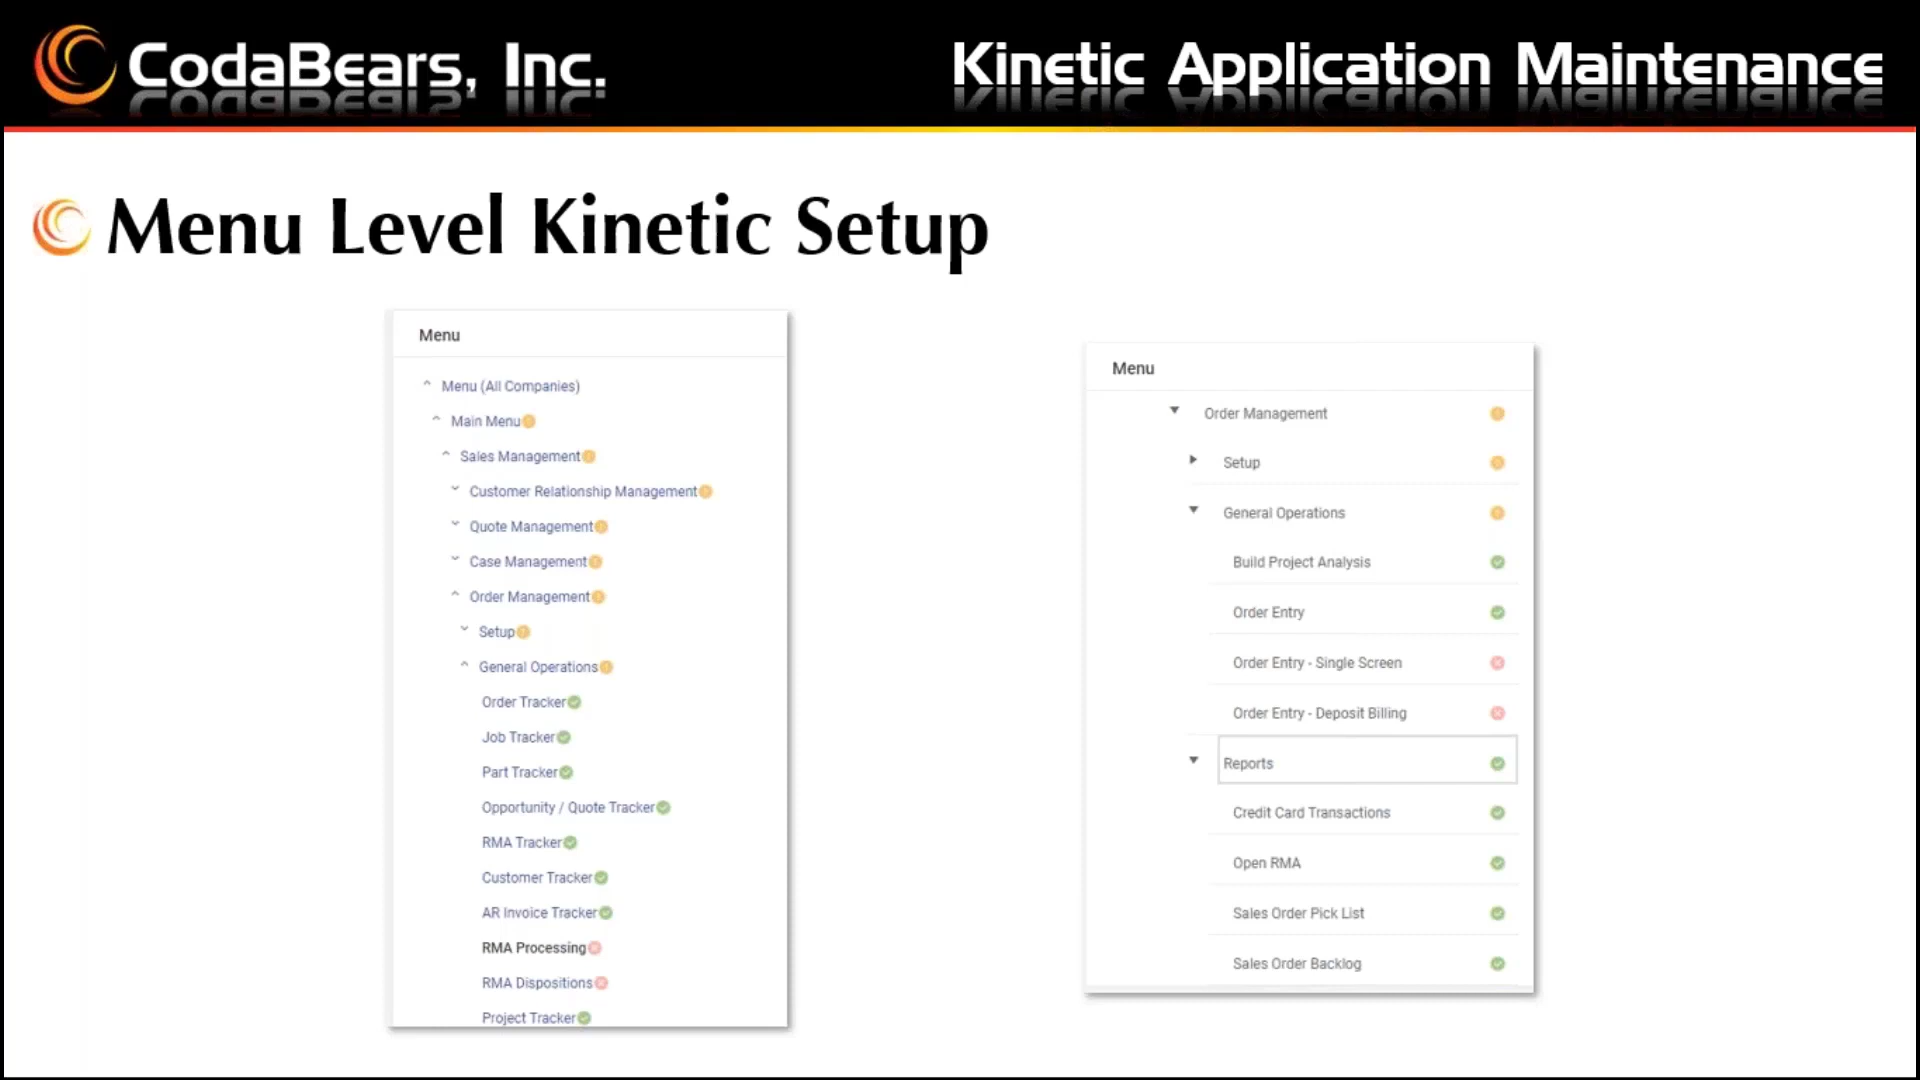 CodaBears, Inc.
Kinetic Application Maintenance
Menu Level Kinetic Setup
Menu
Menu (All Companies)
Main Menu
Sales Management
Customer Relationship Management
Quote Management
Case Management
Order Management
Setup
General Operations
Order Tracker
Job Tracker
Part Tracker
Opportunity / Quote Tracker
RMA Tracker
Customer Tracker
AR Invoice Tracker
RMA Processing
RMA Dispositions
Project Tracker
Menu
Order Management
Setup
General Operations
Build Project Analysis
Order Entry
Order Entry - Single Screen
Order Entry - Deposit Billing
Reports
Credit Card Transactions
Open RMA
Sales Order Pick List
Sales Order Backlog